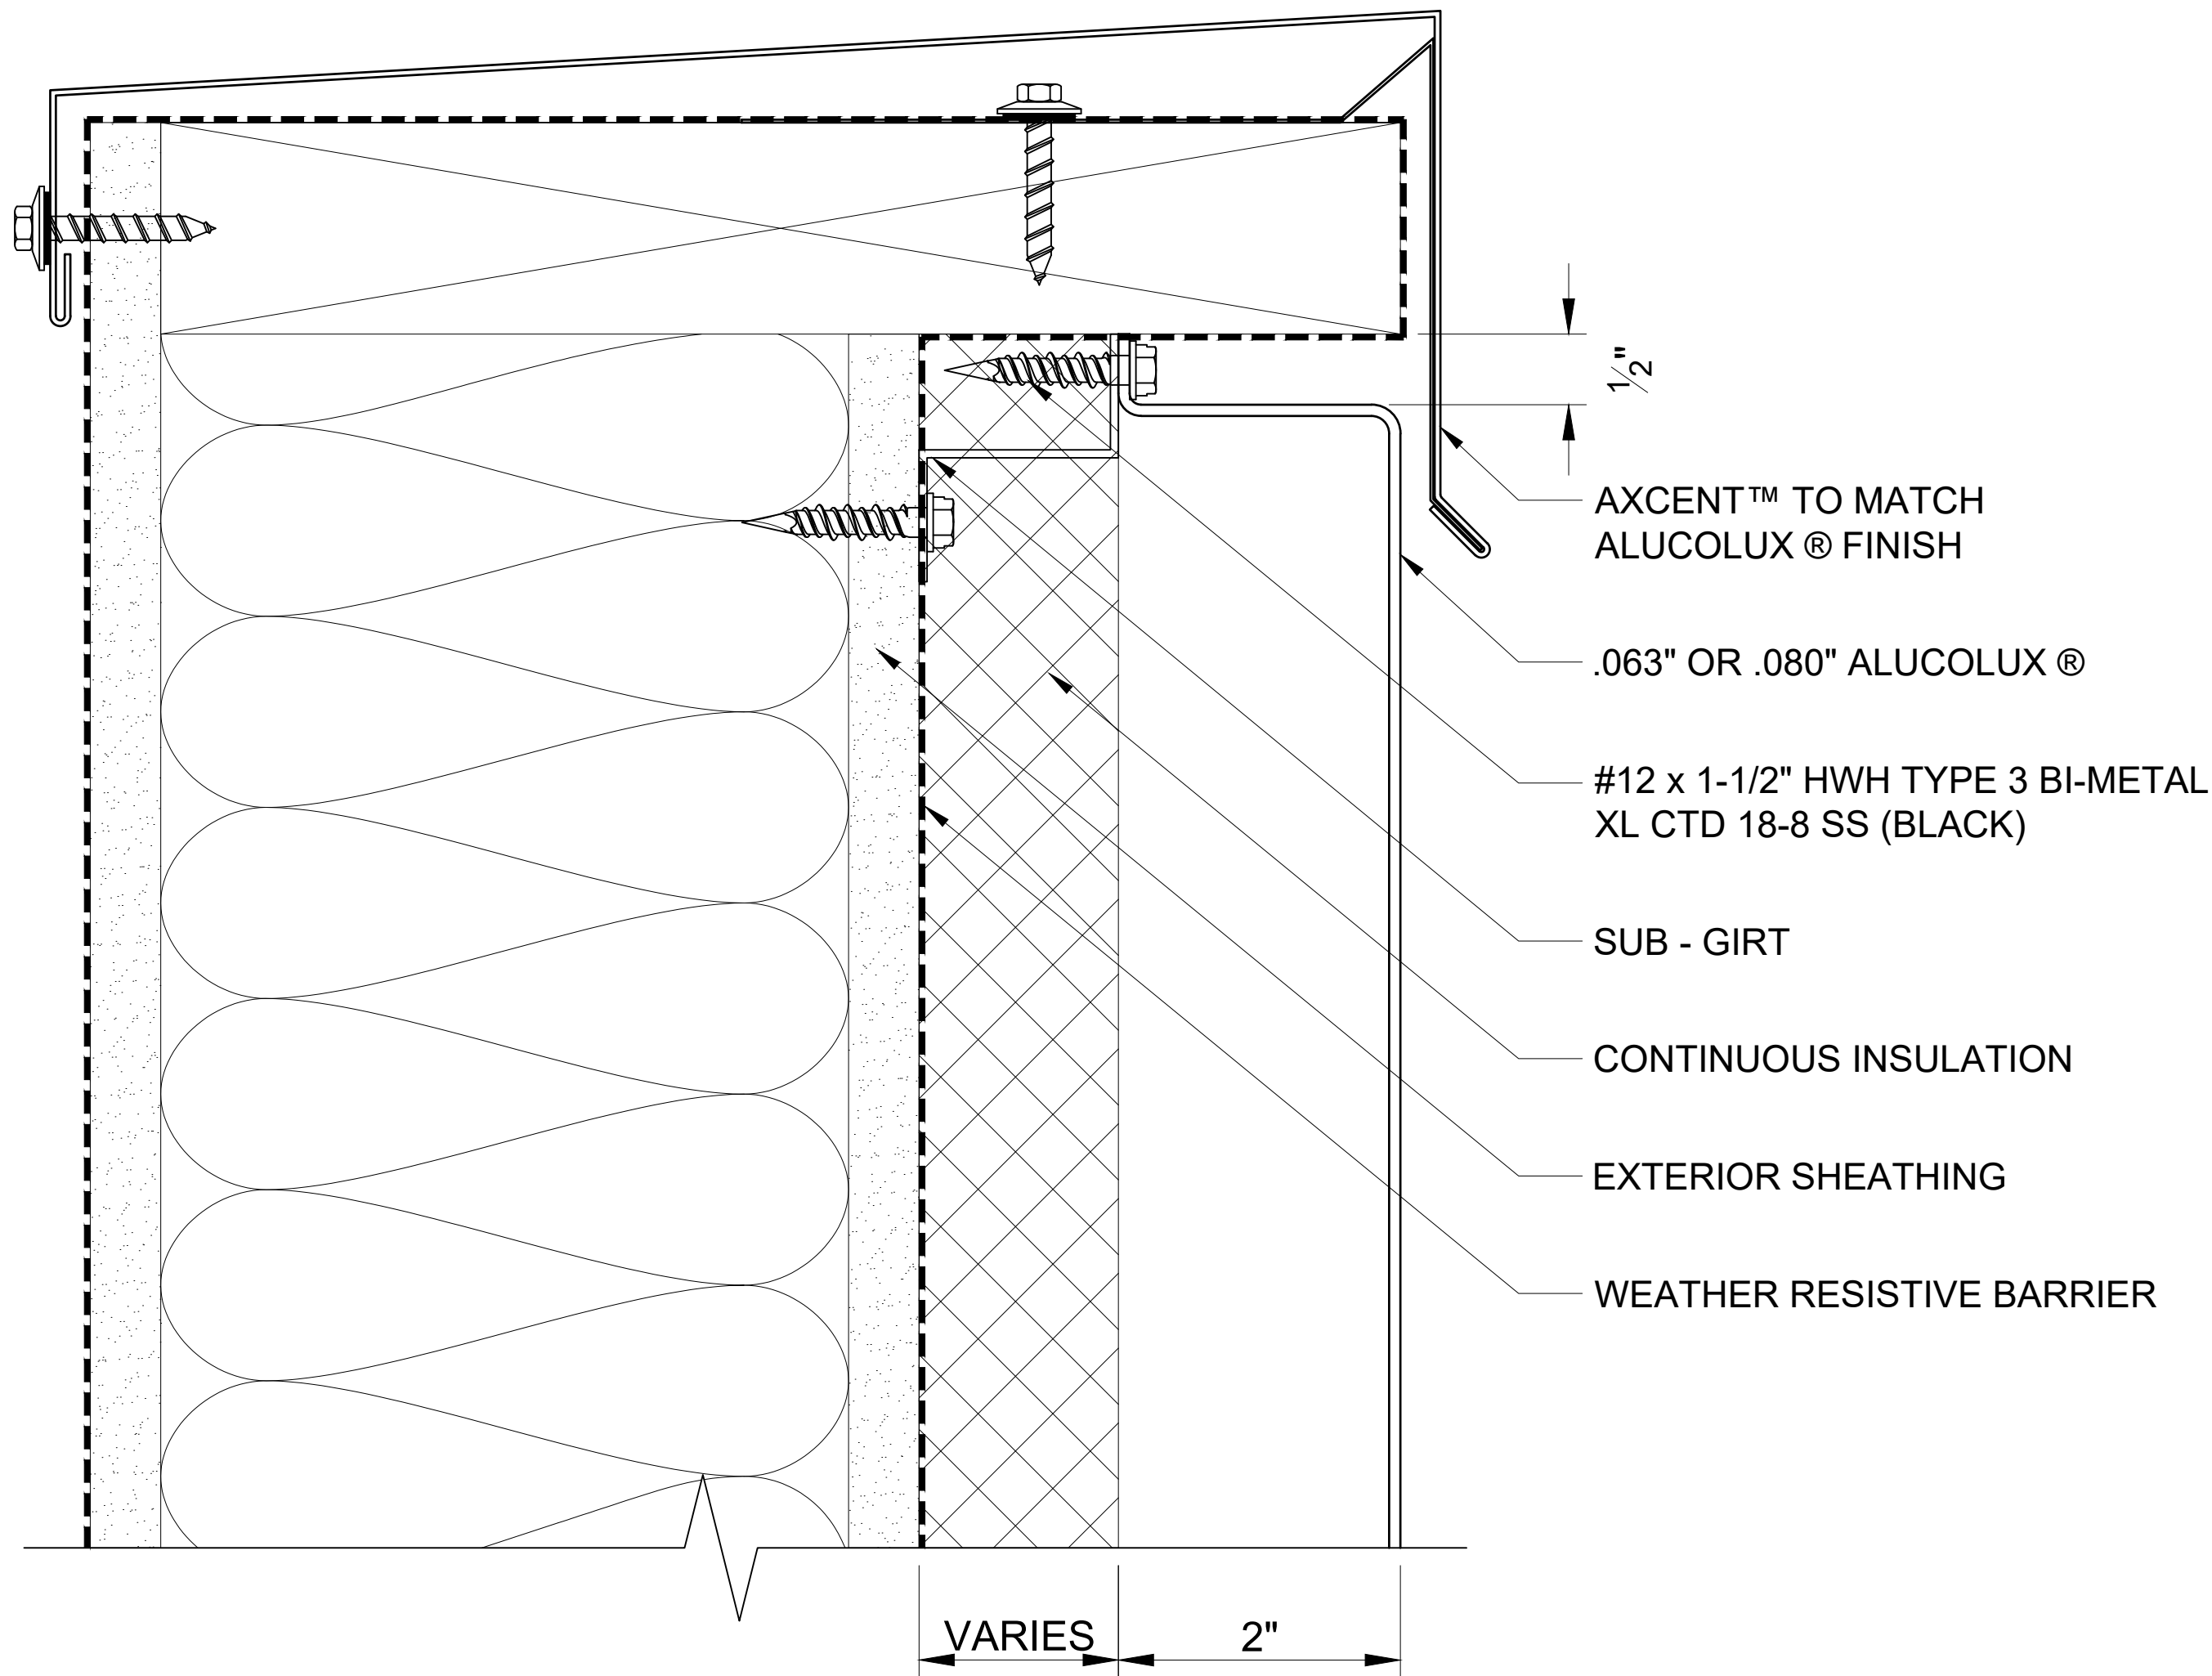 1/2"
AXCENT™ TO MATCH
ALUCOLUX ® FINISH
.063" OR .080" ALUCOLUX ®
#12 x 1-1/2" HWH TYPE 3 BI-METAL
XL CTD 18-8 SS (BLACK)
SUB - GIRT
CONTINUOUS INSULATION
EXTERIOR SHEATHING
WEATHER RESISTIVE BARRIER
VARIES 2"